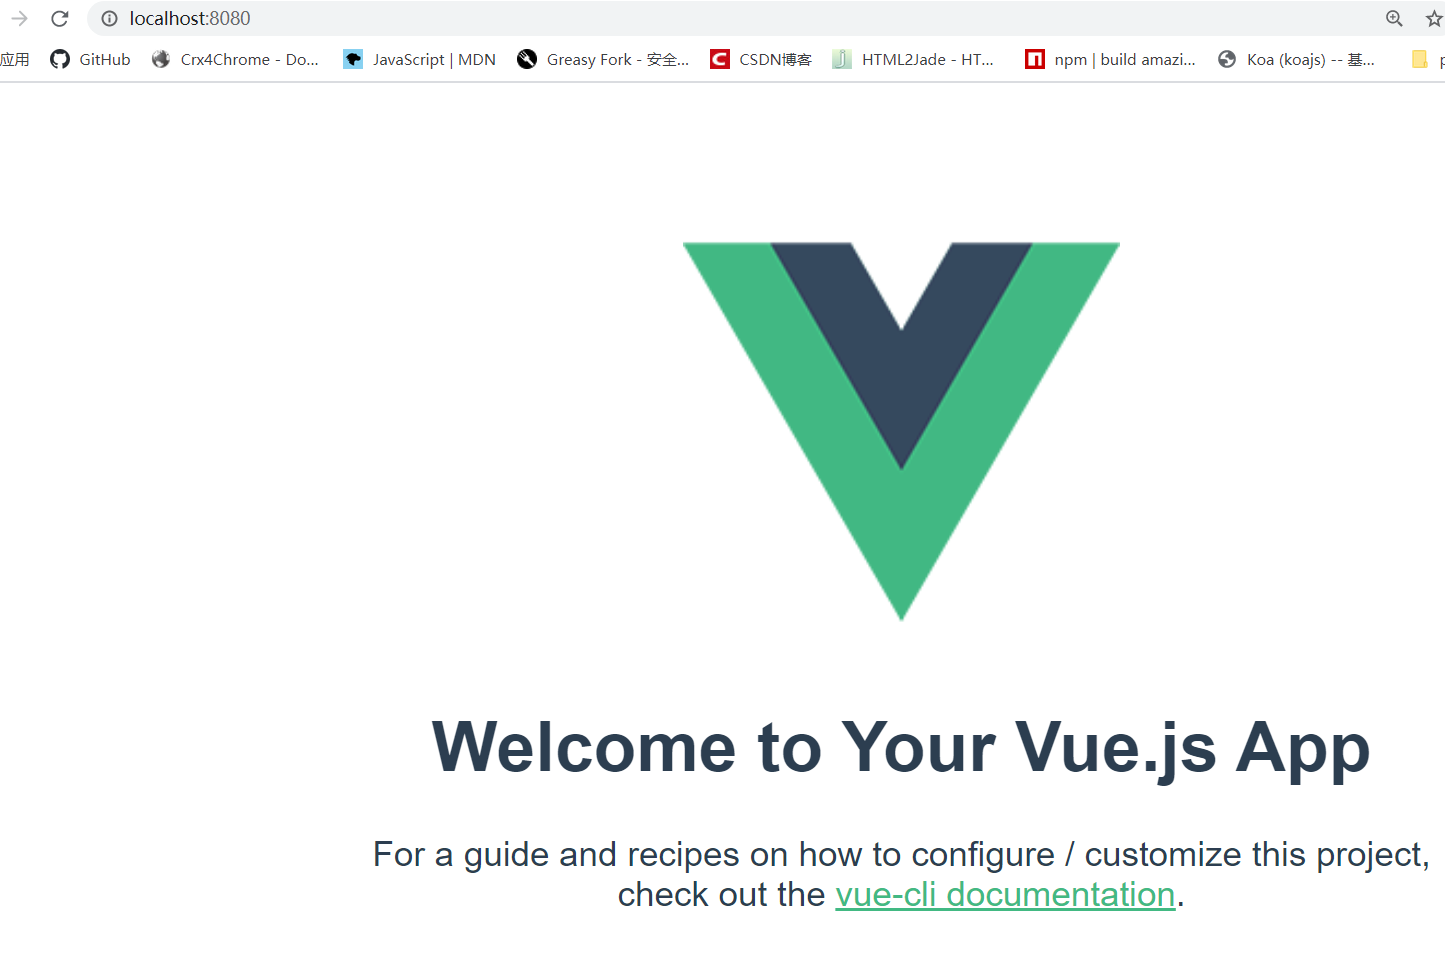 localhost:8080
应用 GitHub Crx4Chrome - Do... JavaScript | MDN Greasy Fork - 安全... CSDN博客 HTML2Jade - HT... npm | build amazi... Koa (koajs) -- 基... p
Welcome to Your Vue.js App
For a guide and recipes on how to configure / customize this project,
check out the vue-cli documentation.